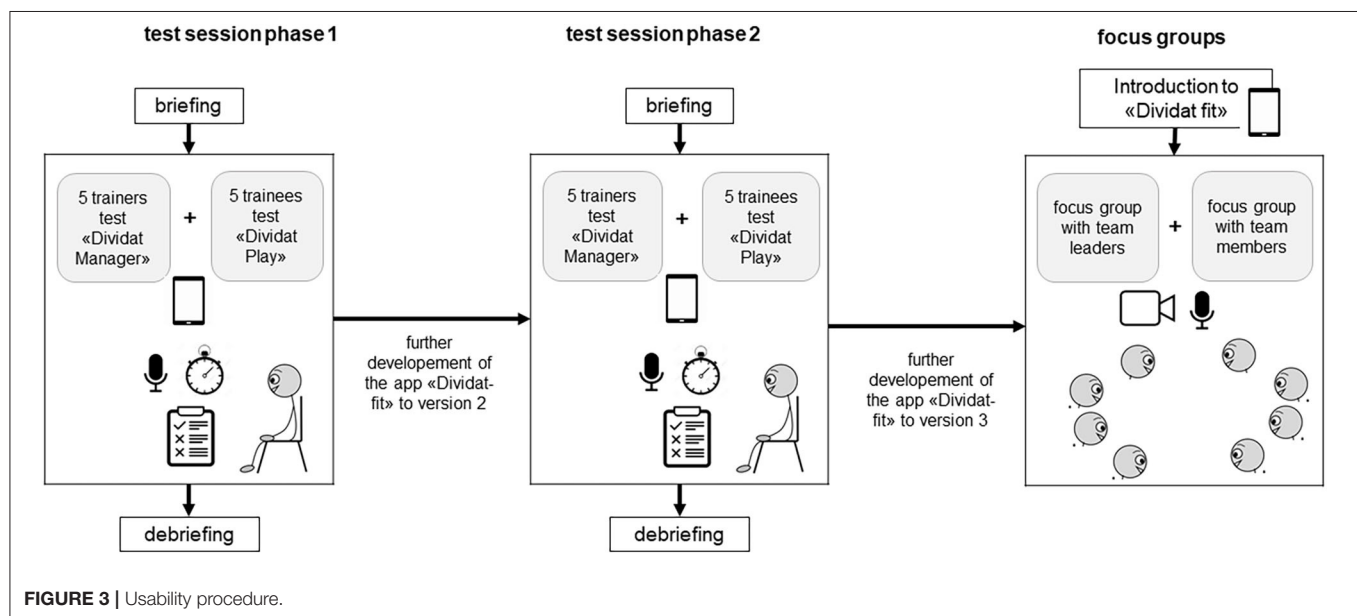 test session phase 1
briefing
5 trainers
test
«Dividat
Manager»
+
5 trainees
test
«Dividat
Play»
debriefing
further
developement of
the app «Dividat-
fit» to version 2
test session phase 2
briefing
5 trainers
test
«Dividat
Manager»
+
5 trainees
test
«Dividat
Play»
debriefing
further
developement of
the app «Dividat-
fit» to version 3
focus groups
Introduction to
«Dividat fit»
focus group
with team
leaders
+
focus group
with team
members
FIGURE 3 | Usability procedure.